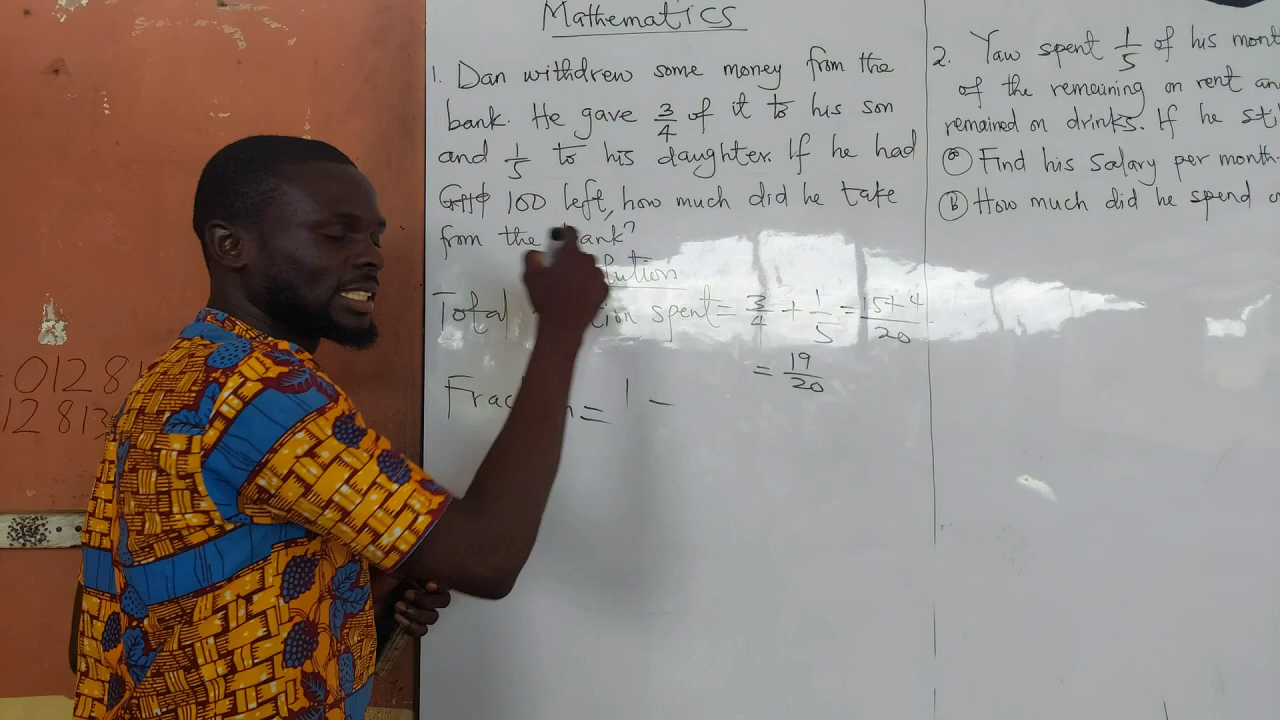 Mathematics
1. Dan withdrew some money from the
bank. He gave 3/4 of it to his son
and 1/5 to his daughter. If he had
GH¢ 100 left, how much did he take
from the bank?
Total spent = 3/4 + 1/5 = 15+4/20
= 19/20
= 1 -
2. Yaw spent 1/5 of his
of the remaining on rent
remained on drinks. If he
(a) Find his Salary per month
(b) How much did he spend
01281
12813